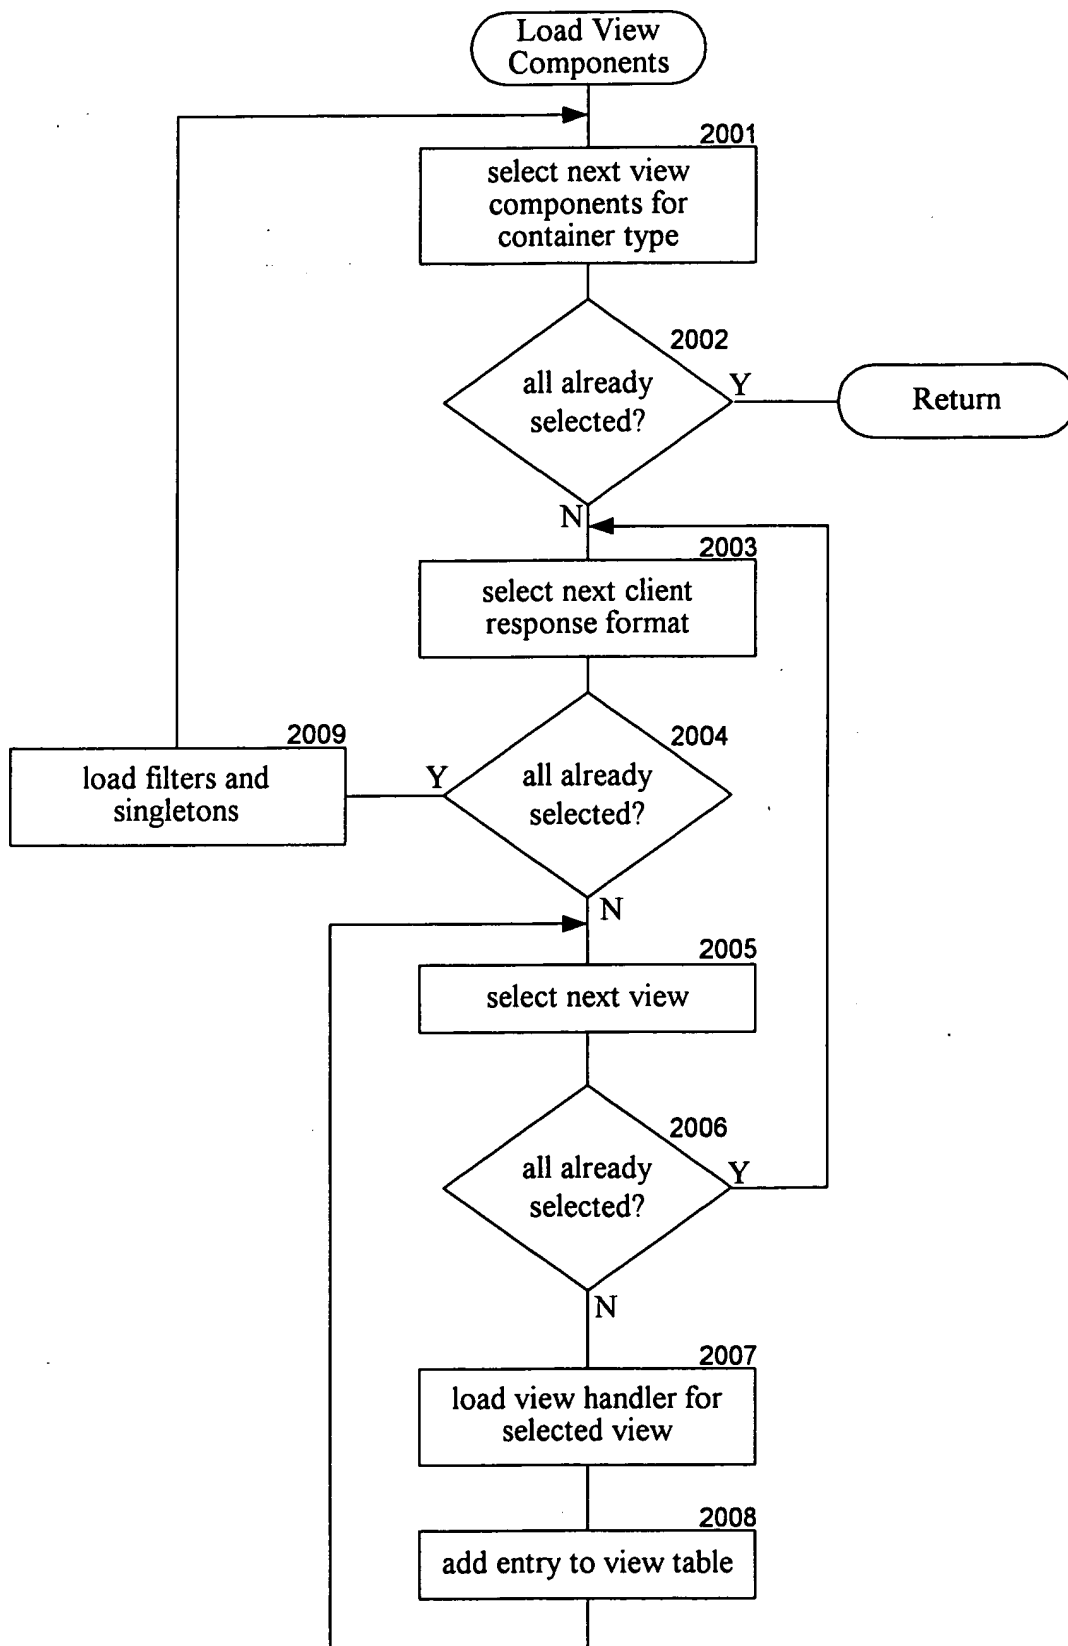 Load View
Components
2001
select next view
components for
container type
2002
all already
selected?
Y
Return
N
2003
select next client
response format
2009
load filters and
singletons
Y
2004
all already
selected?
N
2005
select next view
2006
all already
selected?
Y
N
2007
load view handler for
selected view
2008
add entry to view table